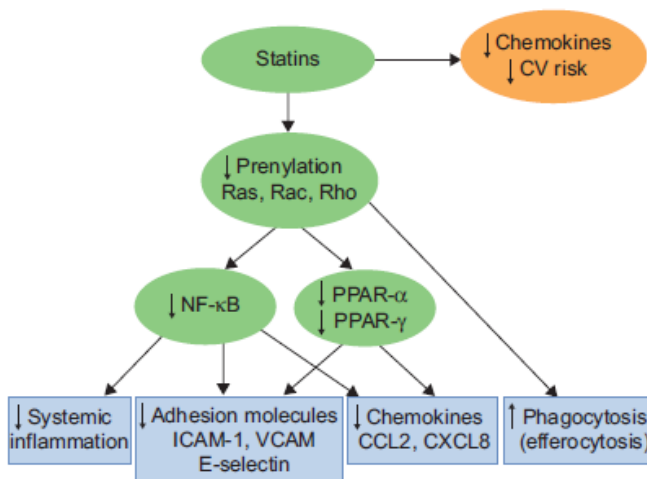 Statins
↓ Chemokines
↓ CV risk
↓ Prenylation
Ras, Rac, Rho
↓ NF-κB
↓ PPAR-α
↓ PPAR-γ
↓ Systemic
inflammation
↓ Adhesion molecules
ICAM-1, VCAM
E-selectin
↓ Chemokines
CCL2, CXCL8
↑ Phagocytosis
(efferocytosis)